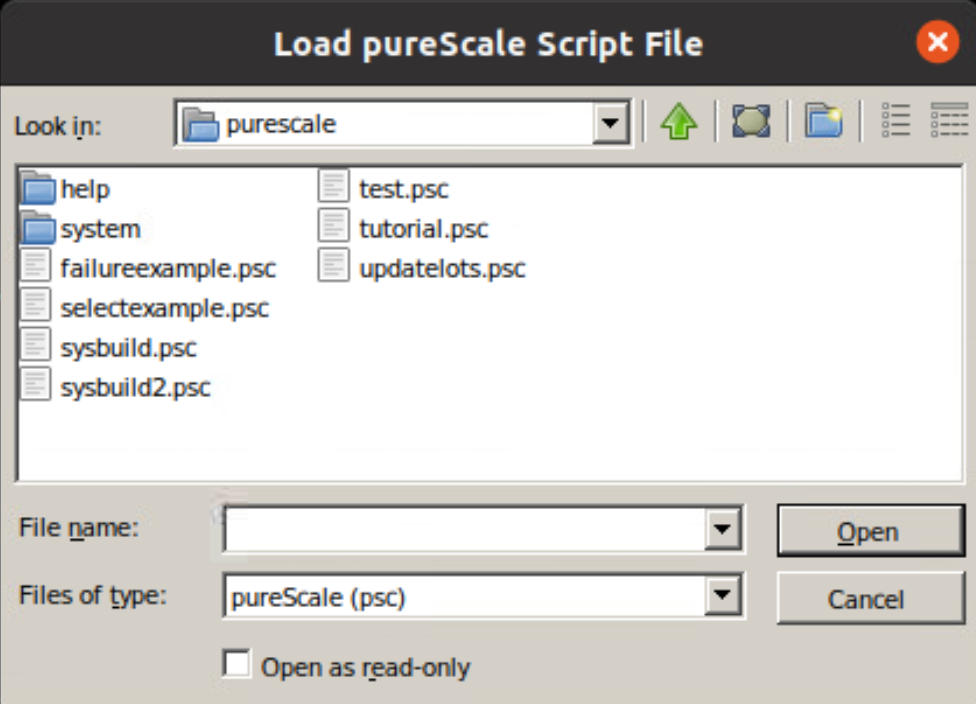 Load pureScale Script File
Look in:
purescale
help
system
failureexample.psc
selectexample.psc
sysbuild.psc
sysbuild2.psc
test.psc
tutorial.psc
updatelots.psc
File name:
Open
Files of type:
pureScale (psc)
Cancel
Open as read-only